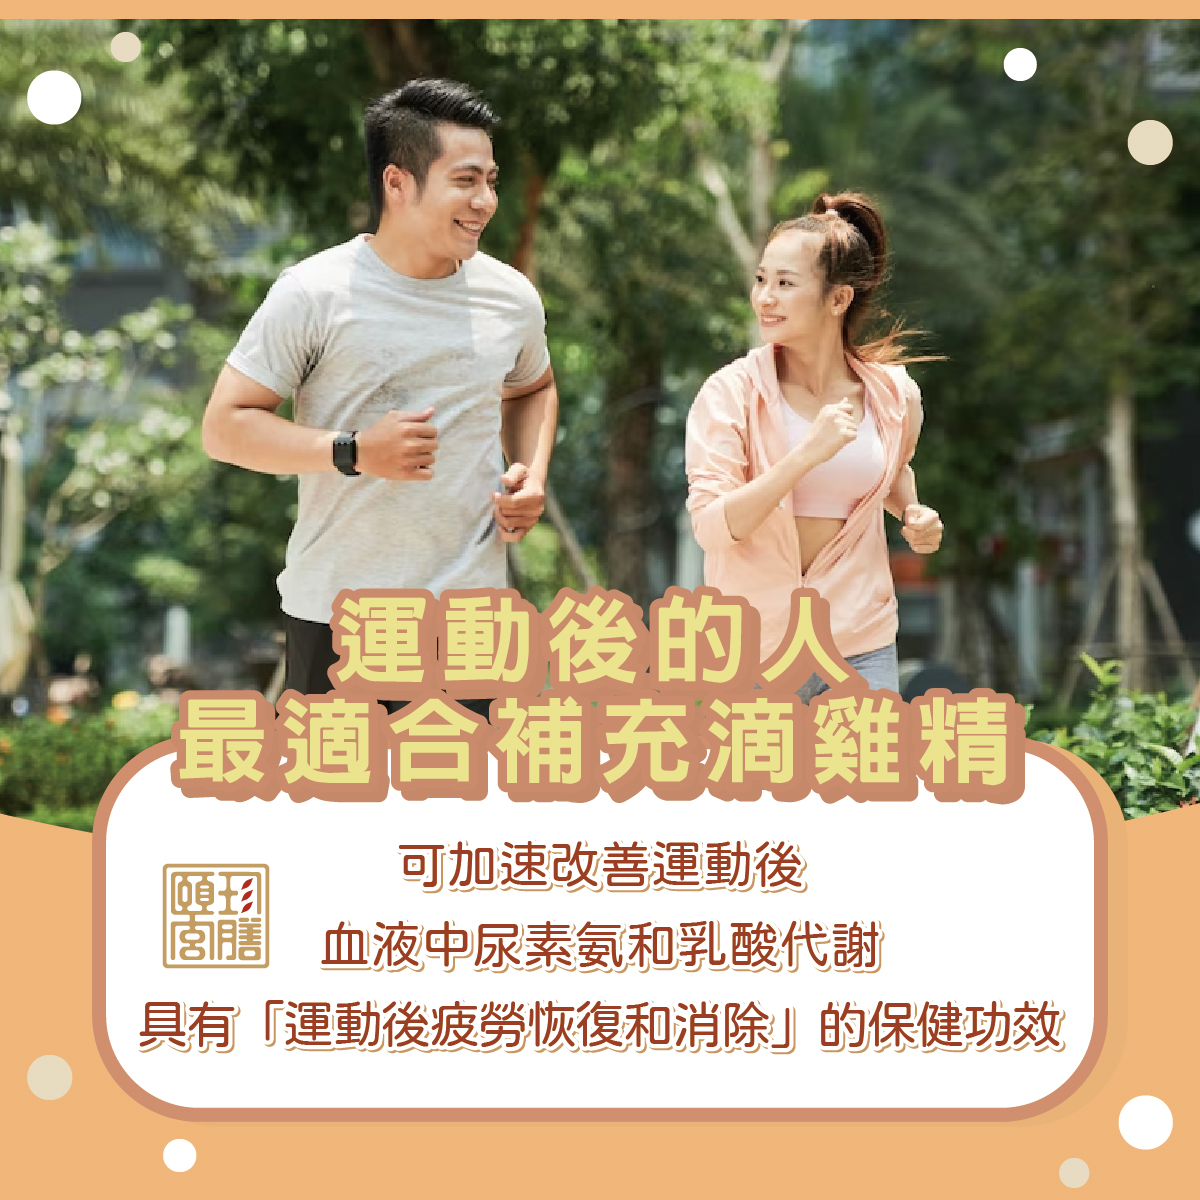 運動後的人
最適合補充滴雞精
可加速改善運動後
血液中尿素氨和乳酸代謝
具有「運動後疲勞恢復和消除」的保健功效
頤珍宮膳